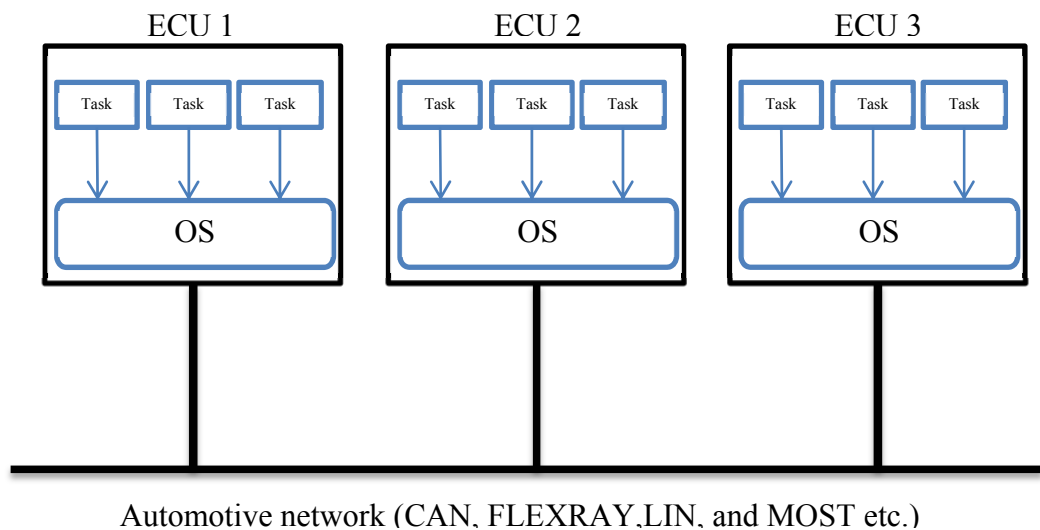 ECU 1 ECU 2 ECU 3
Task Task Task Task Task Task Task Task Task
OS OS OS
Automotive network (CAN, FLEXRAY,LIN, and MOST etc.)